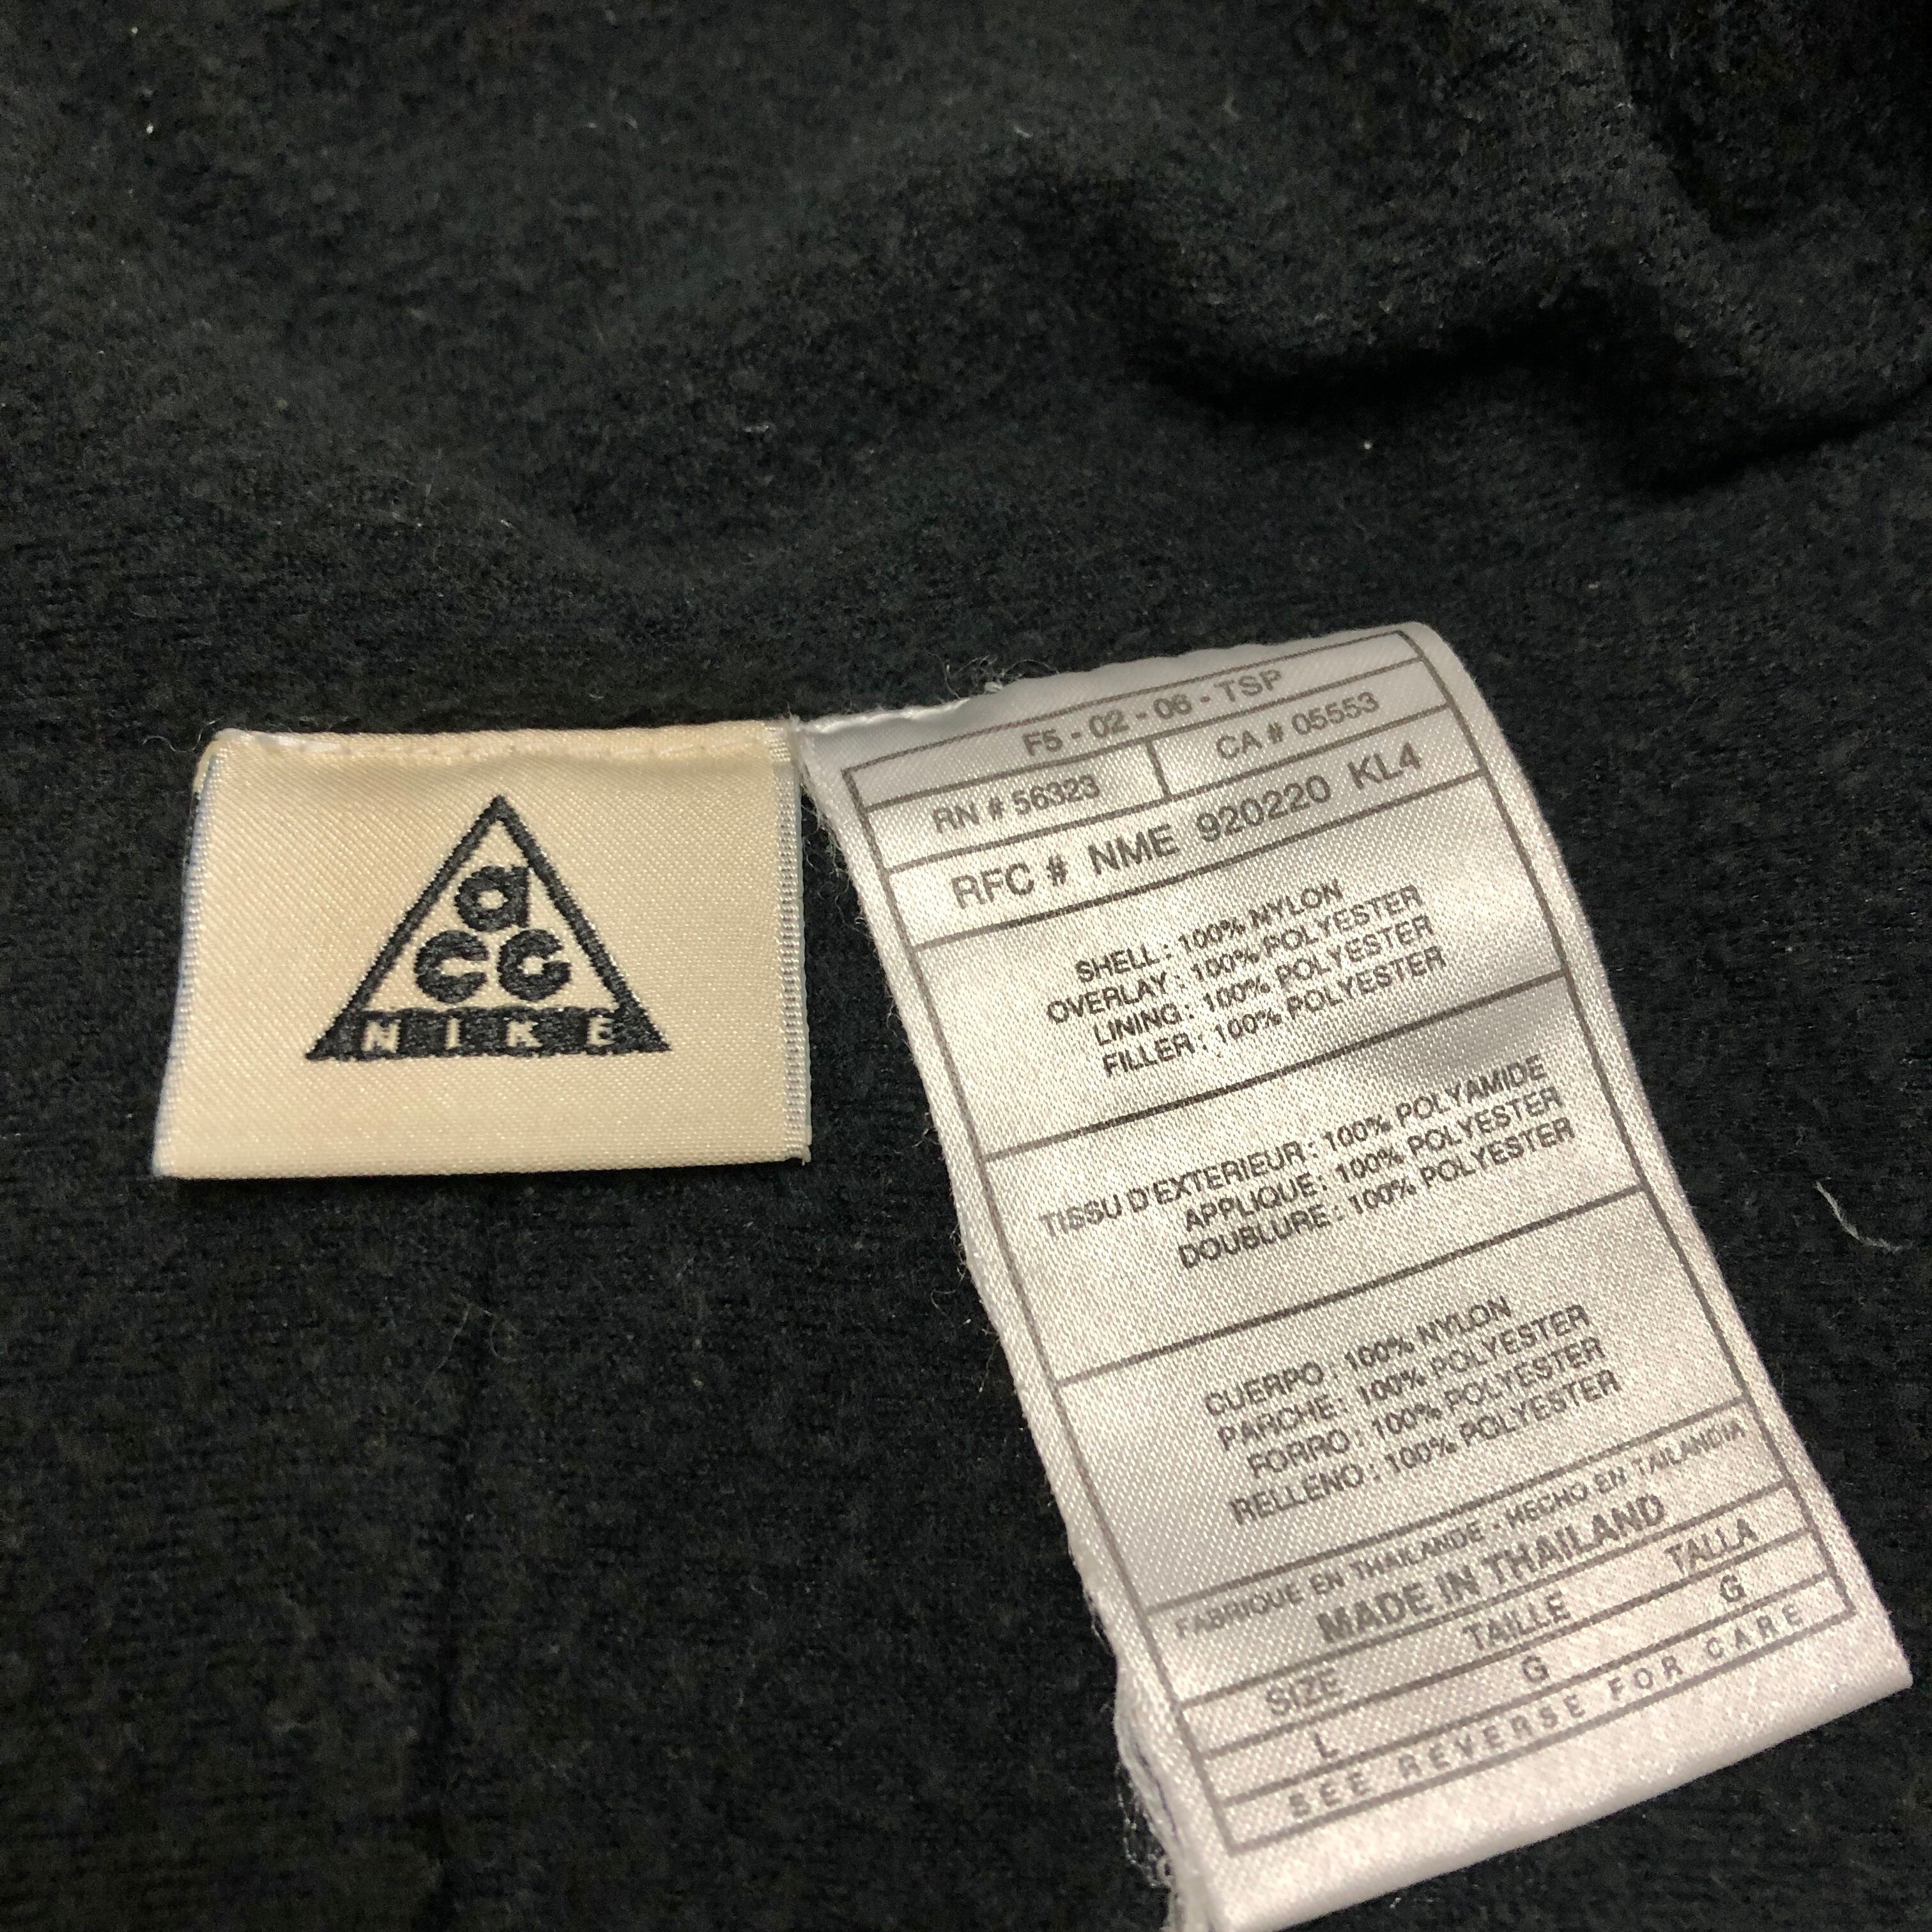 a
CG
NIKE
F5 - 02 - 06 - TSP
RN # 56323 CA # 05553
RFC # NME 920220 KL4
SHELL : 100% NYLON
OVERLAY : 100% POLYESTER
LINING : 100% POLYESTER
FILLER : 100% POLYESTER
TISSU D'EXTERIEUR : 100% POLYAMIDE
APPLIQUE : 100% POLYESTER
DOUBLURE : 100% POLYESTER
CUERPO : 100% NYLON
PARCHE : 100% POLYESTER
FORRO : 100% POLYESTER
RELLENO : 100% POLYESTER
FABRIQUE EN THAILANDE - HECHO EN TAILANDIA
MADE IN THAILAND
SIZE TAILLE TALLA
L G G
SEE REVERSE FOR CARE